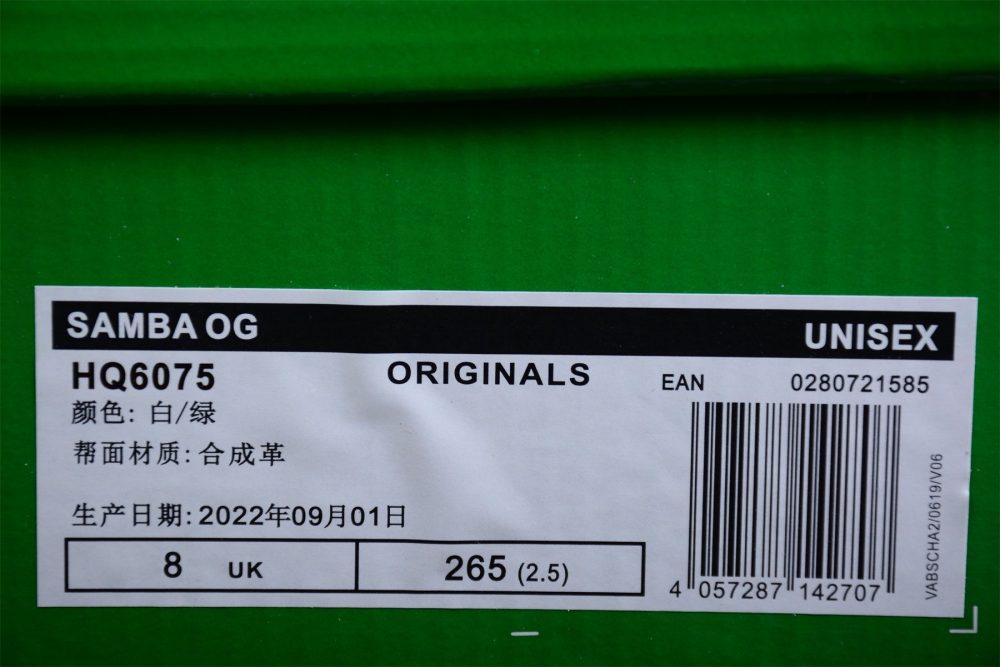 SAMBA OG
UNISEX
HQ6075
ORIGINALS
EAN 0280721585
颜色: 白/绿
帮面材质: 合成革
生产日期: 2022年09月01日
8 UK
265 (2.5)
4 057287 142707
VABSCHA2/0619/V06